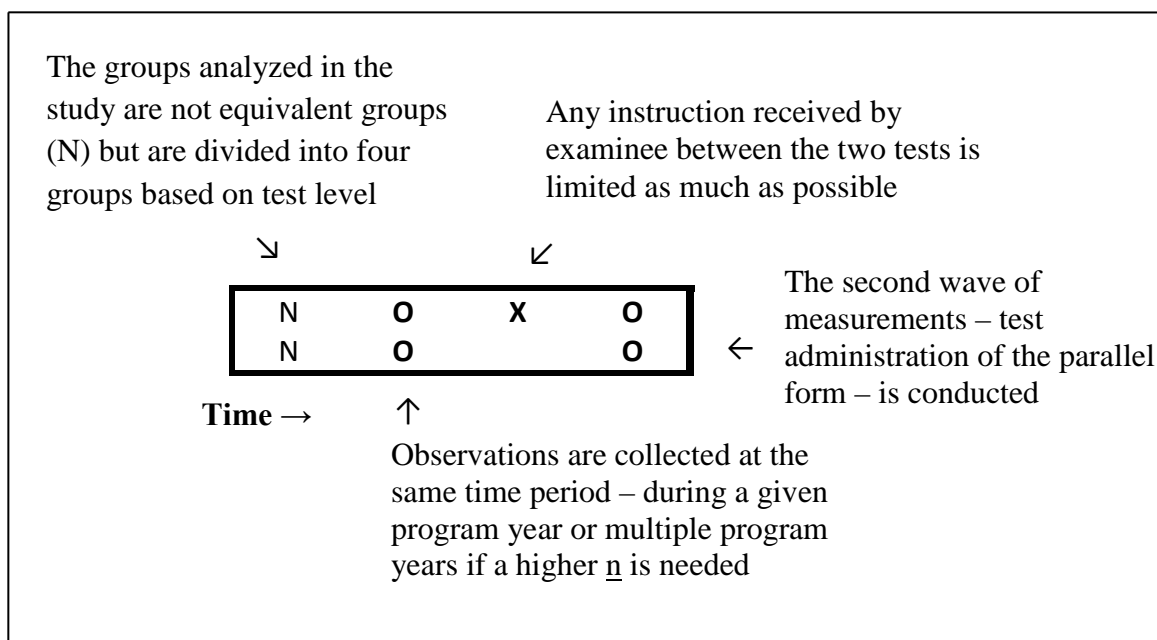 The groups analyzed in the
study are not equivalent groups
(N) but are divided into four
groups based on test level
Any instruction received by
examinee between the two tests is
limited as much as possible
↘ ↙
N O X O
N O O
The second wave of
measurements – test
administration of the parallel
form – is conducted
←
Time → ↑
Observations are collected at the
same time period – during a given
program year or multiple program
years if a higher n is needed